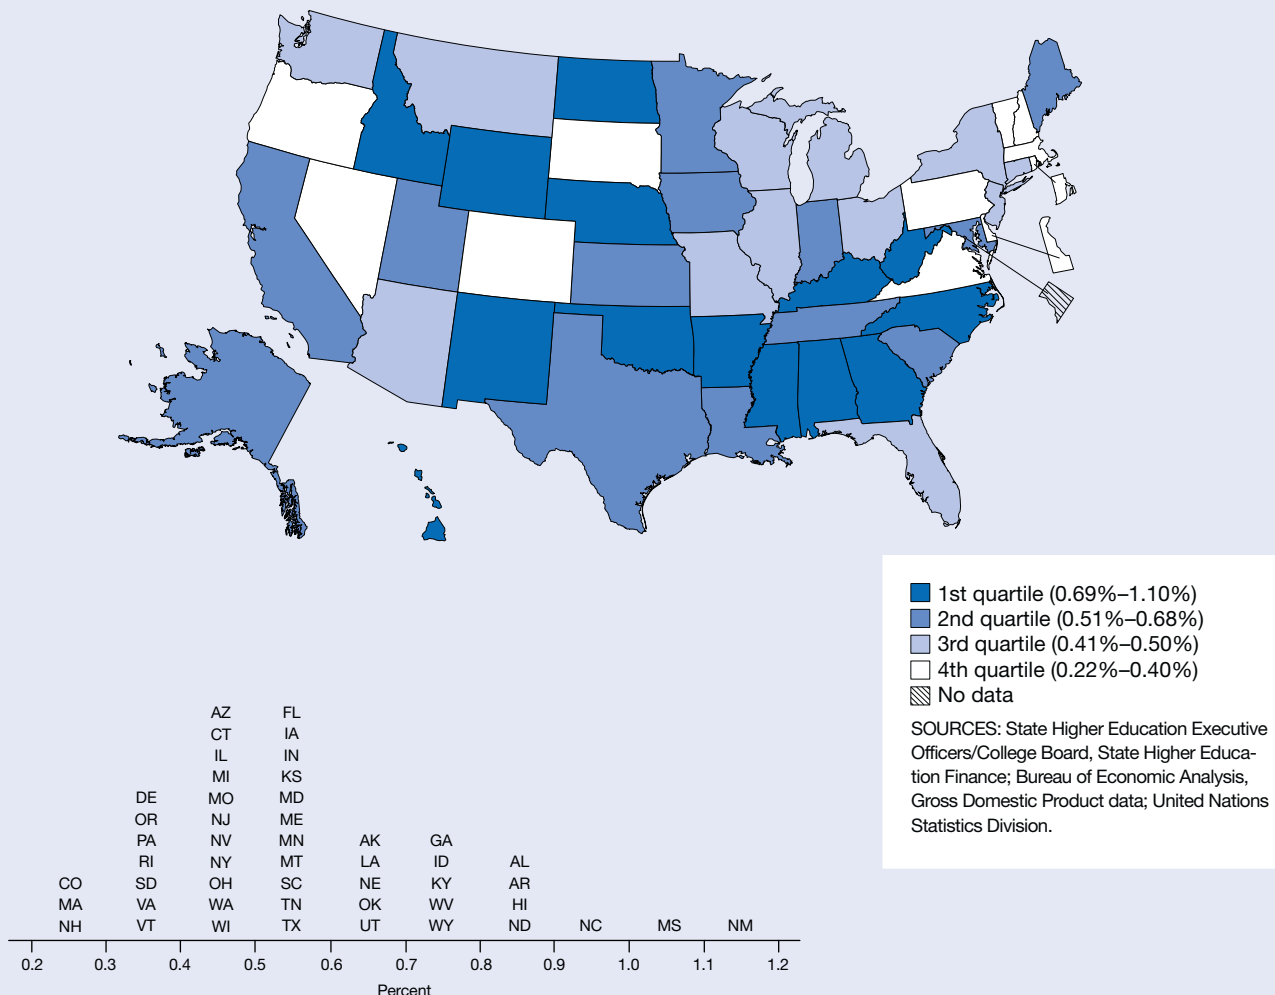 1st quartile (0.69%–1.10%)
2nd quartile (0.51%–0.68%)
3rd quartile (0.41%–0.50%)
4th quartile (0.22%–0.40%)
No data
SOURCES: State Higher Education Executive
Officers/College Board, State Higher Educa-
tion Finance; Bureau of Economic Analysis,
Gross Domestic Product data; United Nations
Statistics Division.
AZ FL
CT IA
IL IN
MI KS
DE MO MD
OR NJ ME
PA NV MN AK GA
RI NY MT LA ID AL
CO SD OH SC NE KY AR
MA VA WA TN OK WV HI
NH VT WI TX UT WY ND NC MS NM
0.2 0.3 0.4 0.5 0.6 0.7 0.8 0.9 1.0 1.1 1.2
Percent